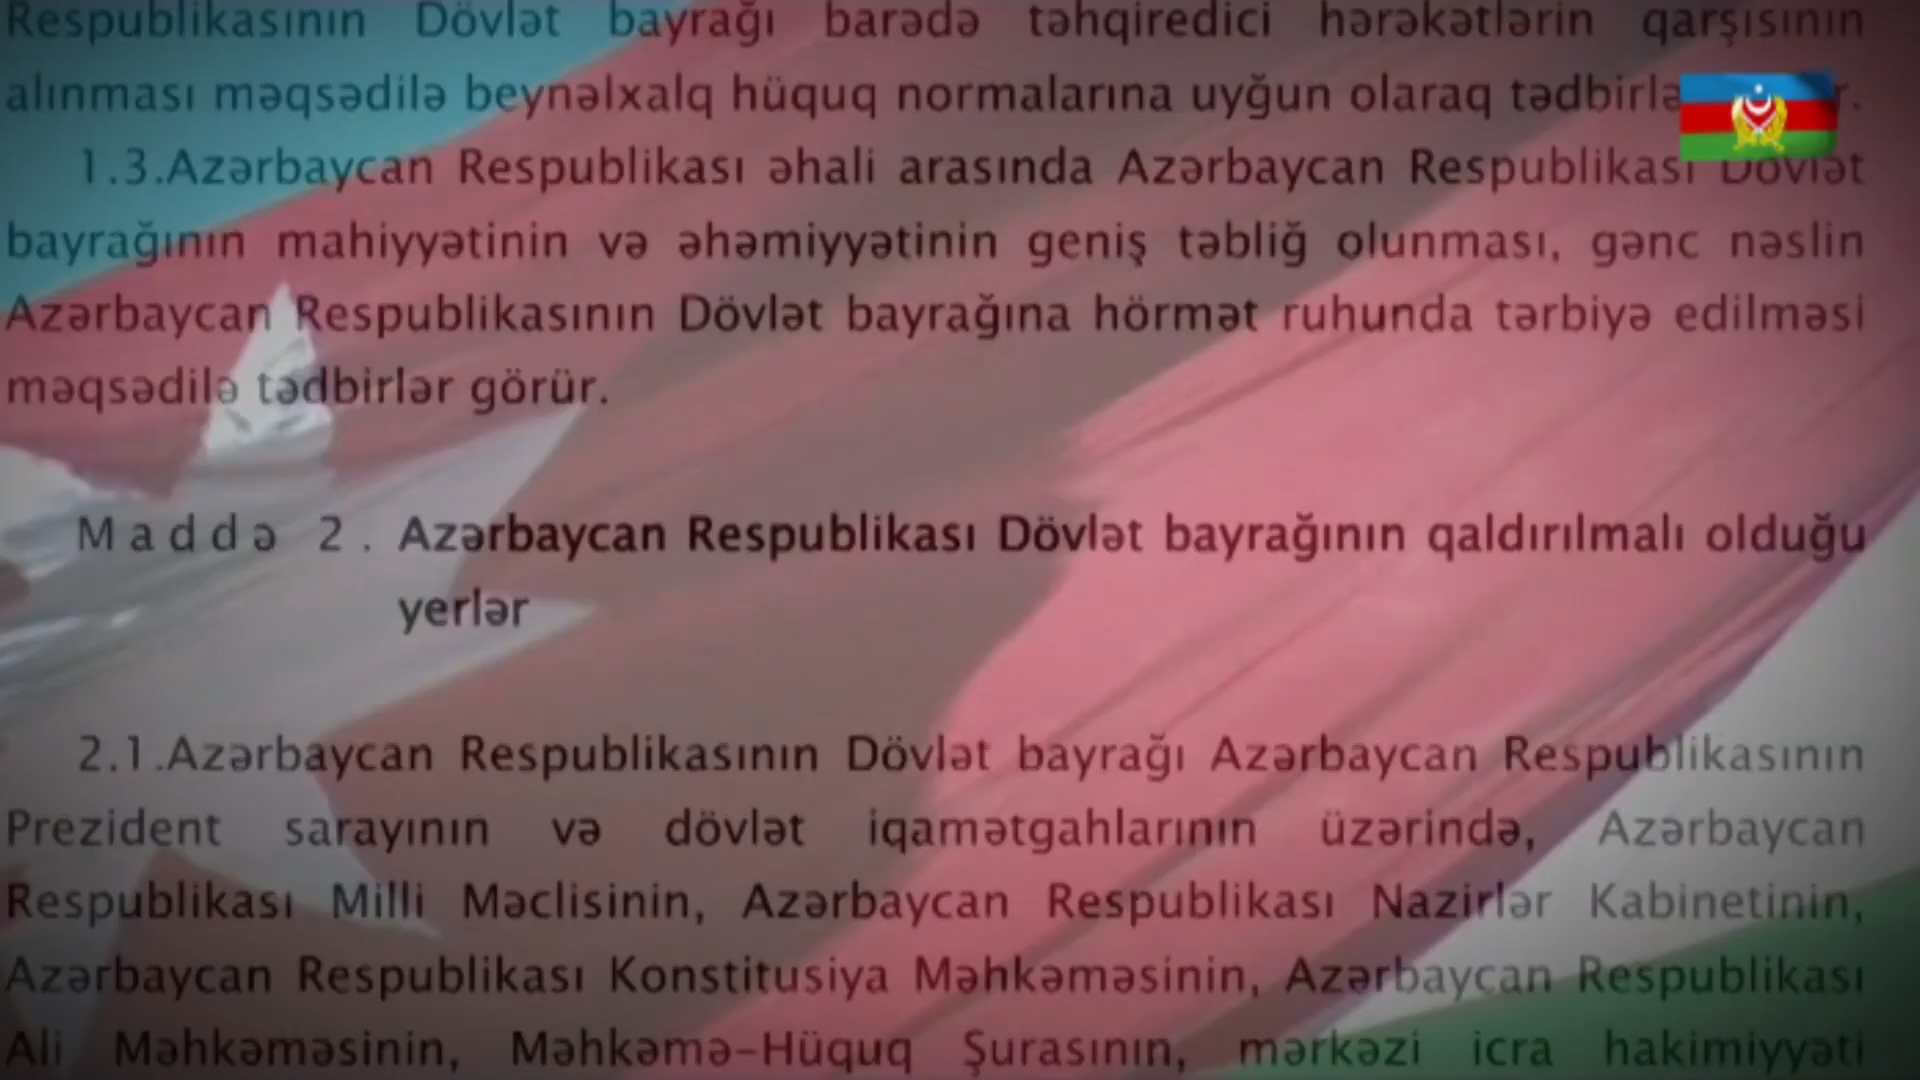 Respublikasının Dövlət bayrağı barədə təhqiredici hərəkətlərin qarşısının
alınması məqsədilə beynəlxalq hüquq normalarına uyğun olaraq
1.3.Azərbaycan Respublikası əhali arasında Azərbaycan Respublikası Dövlət
bayrağının mahiyyətinin və əhəmiyyətinin geniş təbliğ olunması, gənc nəslin
Azərbaycan Respublikasının Dövlət bayrağına hörmət ruhunda tərbiyə edilməsi
məqsədilə tədbirlər görür.
Maddə 2. Azərbaycan Respublikası Dövlət bayrağının qaldırılmalı olduğu
yerlər
2.1.Azərbaycan Respublikasının Dövlət bayrağı Azərbaycan Respublikasının
Prezident sarayının və dövlət iqamətgahlarının üzərində, Azərbaycan
Respublikası Milli Məclisinin, Azərbaycan Respublikası Nazirlər Kabinetinin,
Azərbaycan Respublikası Konstitusiya Məhkəməsinin, Azərbaycan Respublikası
Ali Məhkəməsinin, Məhkəmə-Hüquq Şurasının, mərkəzi icra hakimiyyəti